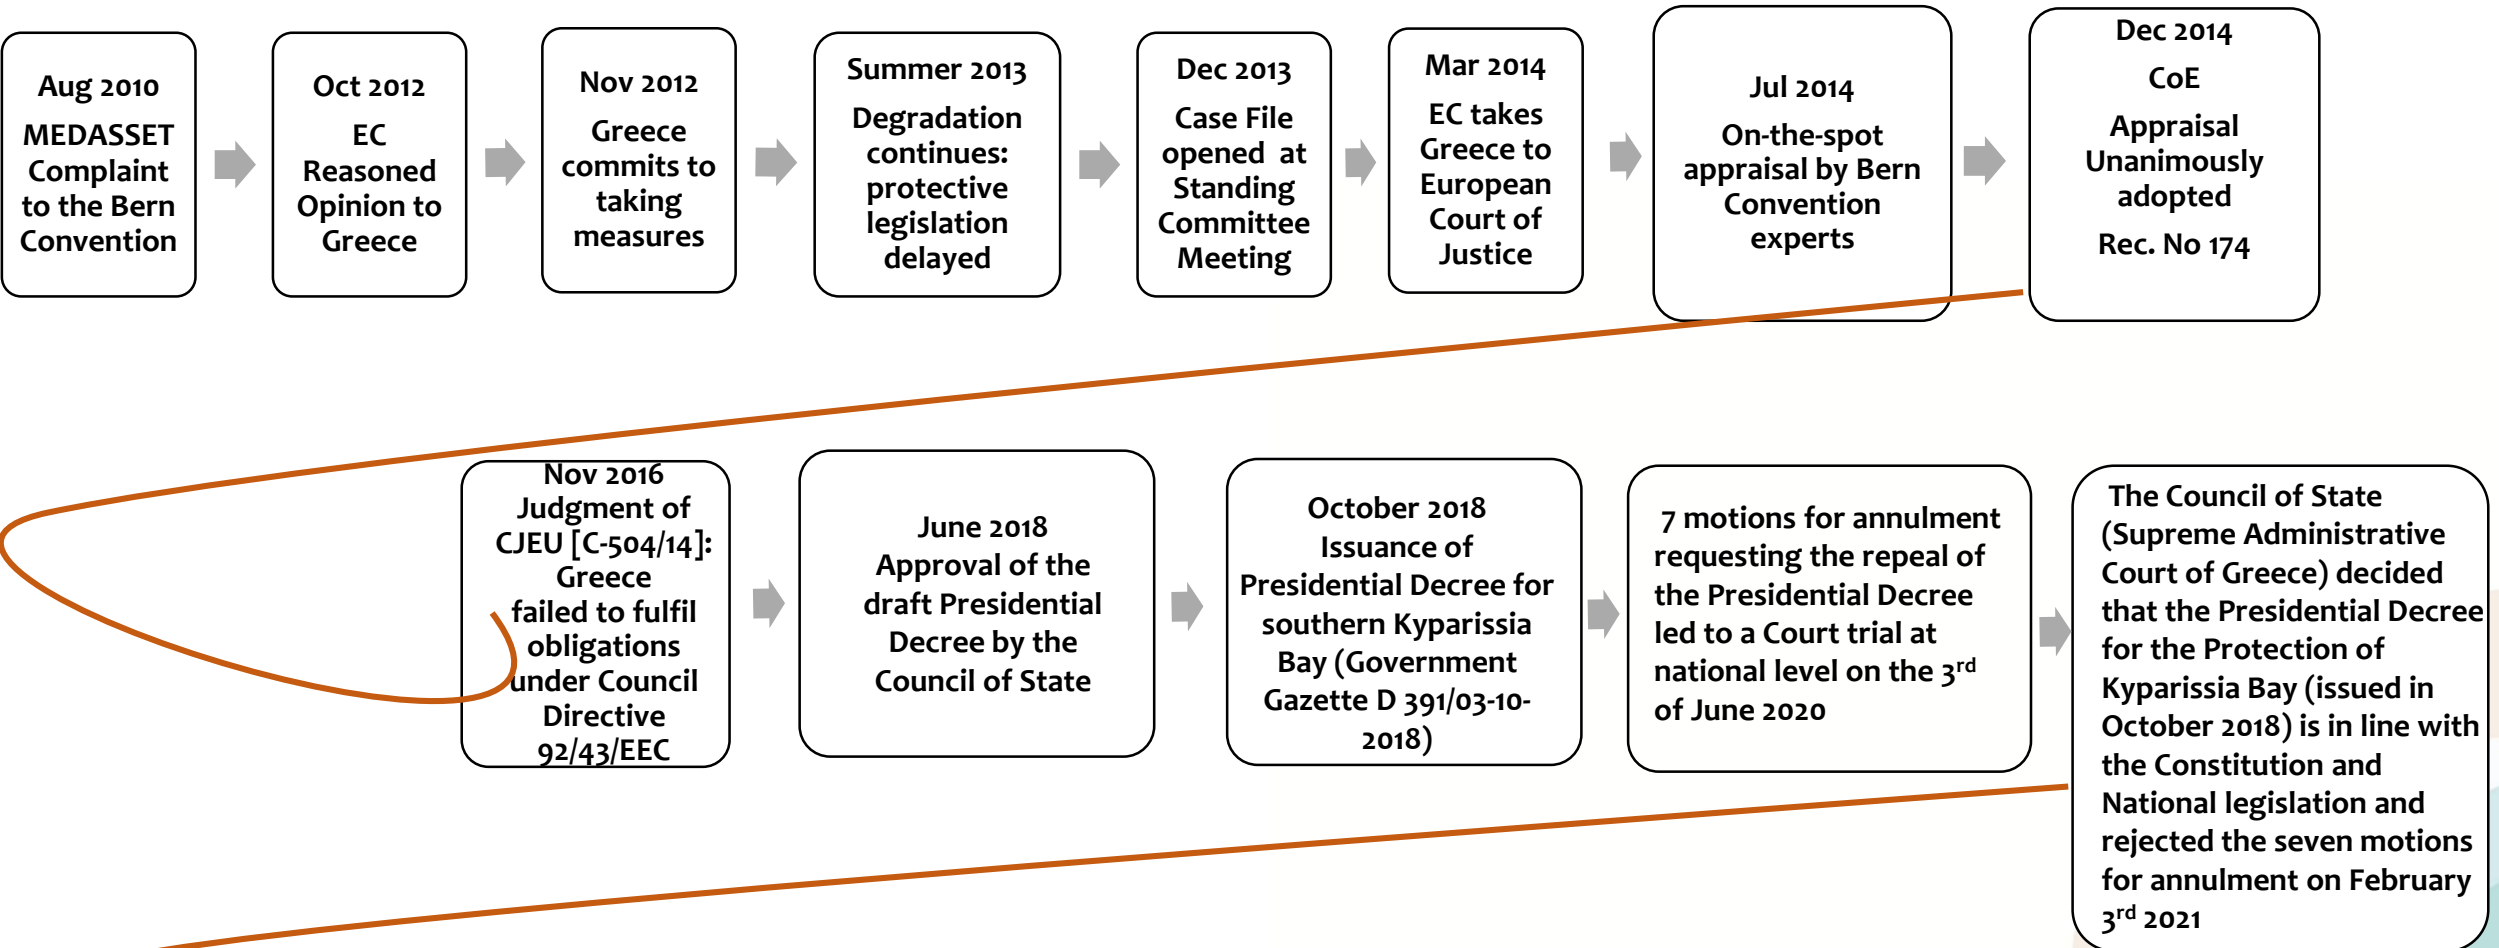 Aug 2010
MEDASSET
Complaint
to the Bern
Convention
Oct 2012
EC
Reasoned
Opinion to
Greece
Nov 2012
Greece
commits to
taking
measures
Summer 2013
Degradation
continues:
protective
legislation
delayed
Dec 2013
Case File
opened at
Standing
Committee
Meeting
Mar 2014
EC takes
Greece to
European
Court of
Justice
Jul 2014
On-the-spot
appraisal by Bern
Convention
experts
Dec 2014
CoE
Appraisal
Unanimously
adopted
Rec. No 174
Nov 2016
Judgment of
CJEU [C-504/14]:
Greece
failed to fulfil
obligations
under Council
Directive
92/43/EEC
June 2018
Approval of the
draft Presidential
Decree by the
Council of State
October 2018
Issuance of
Presidential Decree for
southern Kyparissia
Bay (Government
Gazette D 391/03-10-
2018)
7 motions for annulment
requesting the repeal of
the Presidential Decree
led to a Court trial at
national level on the 3rd
of June 2020
The Council of State
(Supreme Administrative
Court of Greece) decided
that the Presidential Decree
for the Protection of
Kyparissia Bay (issued in
October 2018) is in line with
the Constitution and
National legislation and
rejected the seven motions
for annulment on February
3rd 2021